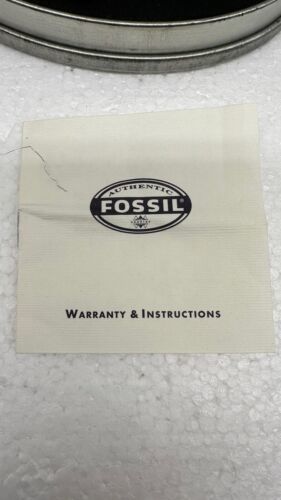 AUTHENTIC
FOSSIL®
WARRANTY & INSTRUCTIONS